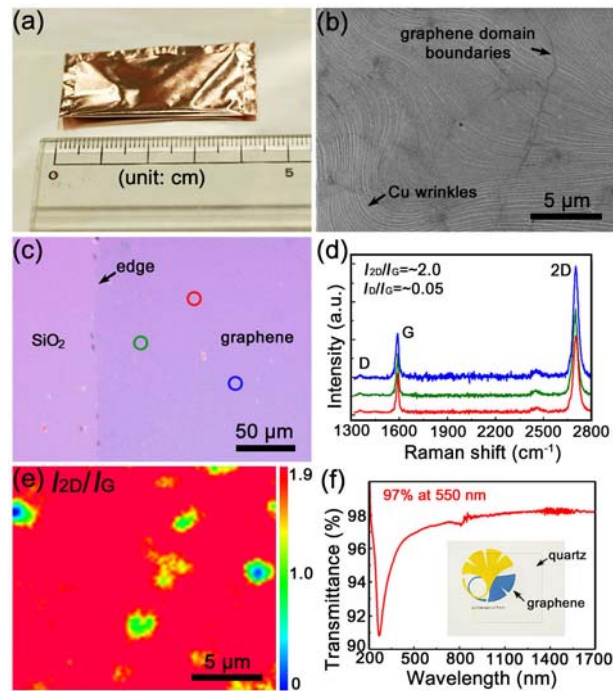 (a)
0
5
(unit: cm)
(b)
graphene domain
boundaries
Cu wrinkles
5 µm
(c)
edge
SiO₂
graphene
50 µm
(d)
I2D/IG=~2.0
ID/IG=~0.05
2D
G
D
Intensity (a.u.)
1300 1600 1900 2200 2500 2800
Raman shift (cm⁻¹)
(e) I2D/IG
1.9
1.0
0
5 µm
(f)
97% at 550 nm
98
96
94
92
90
Transmittance (%)
quartz
graphene
200 500 800 1100 1400 1700
Wavelength (nm)